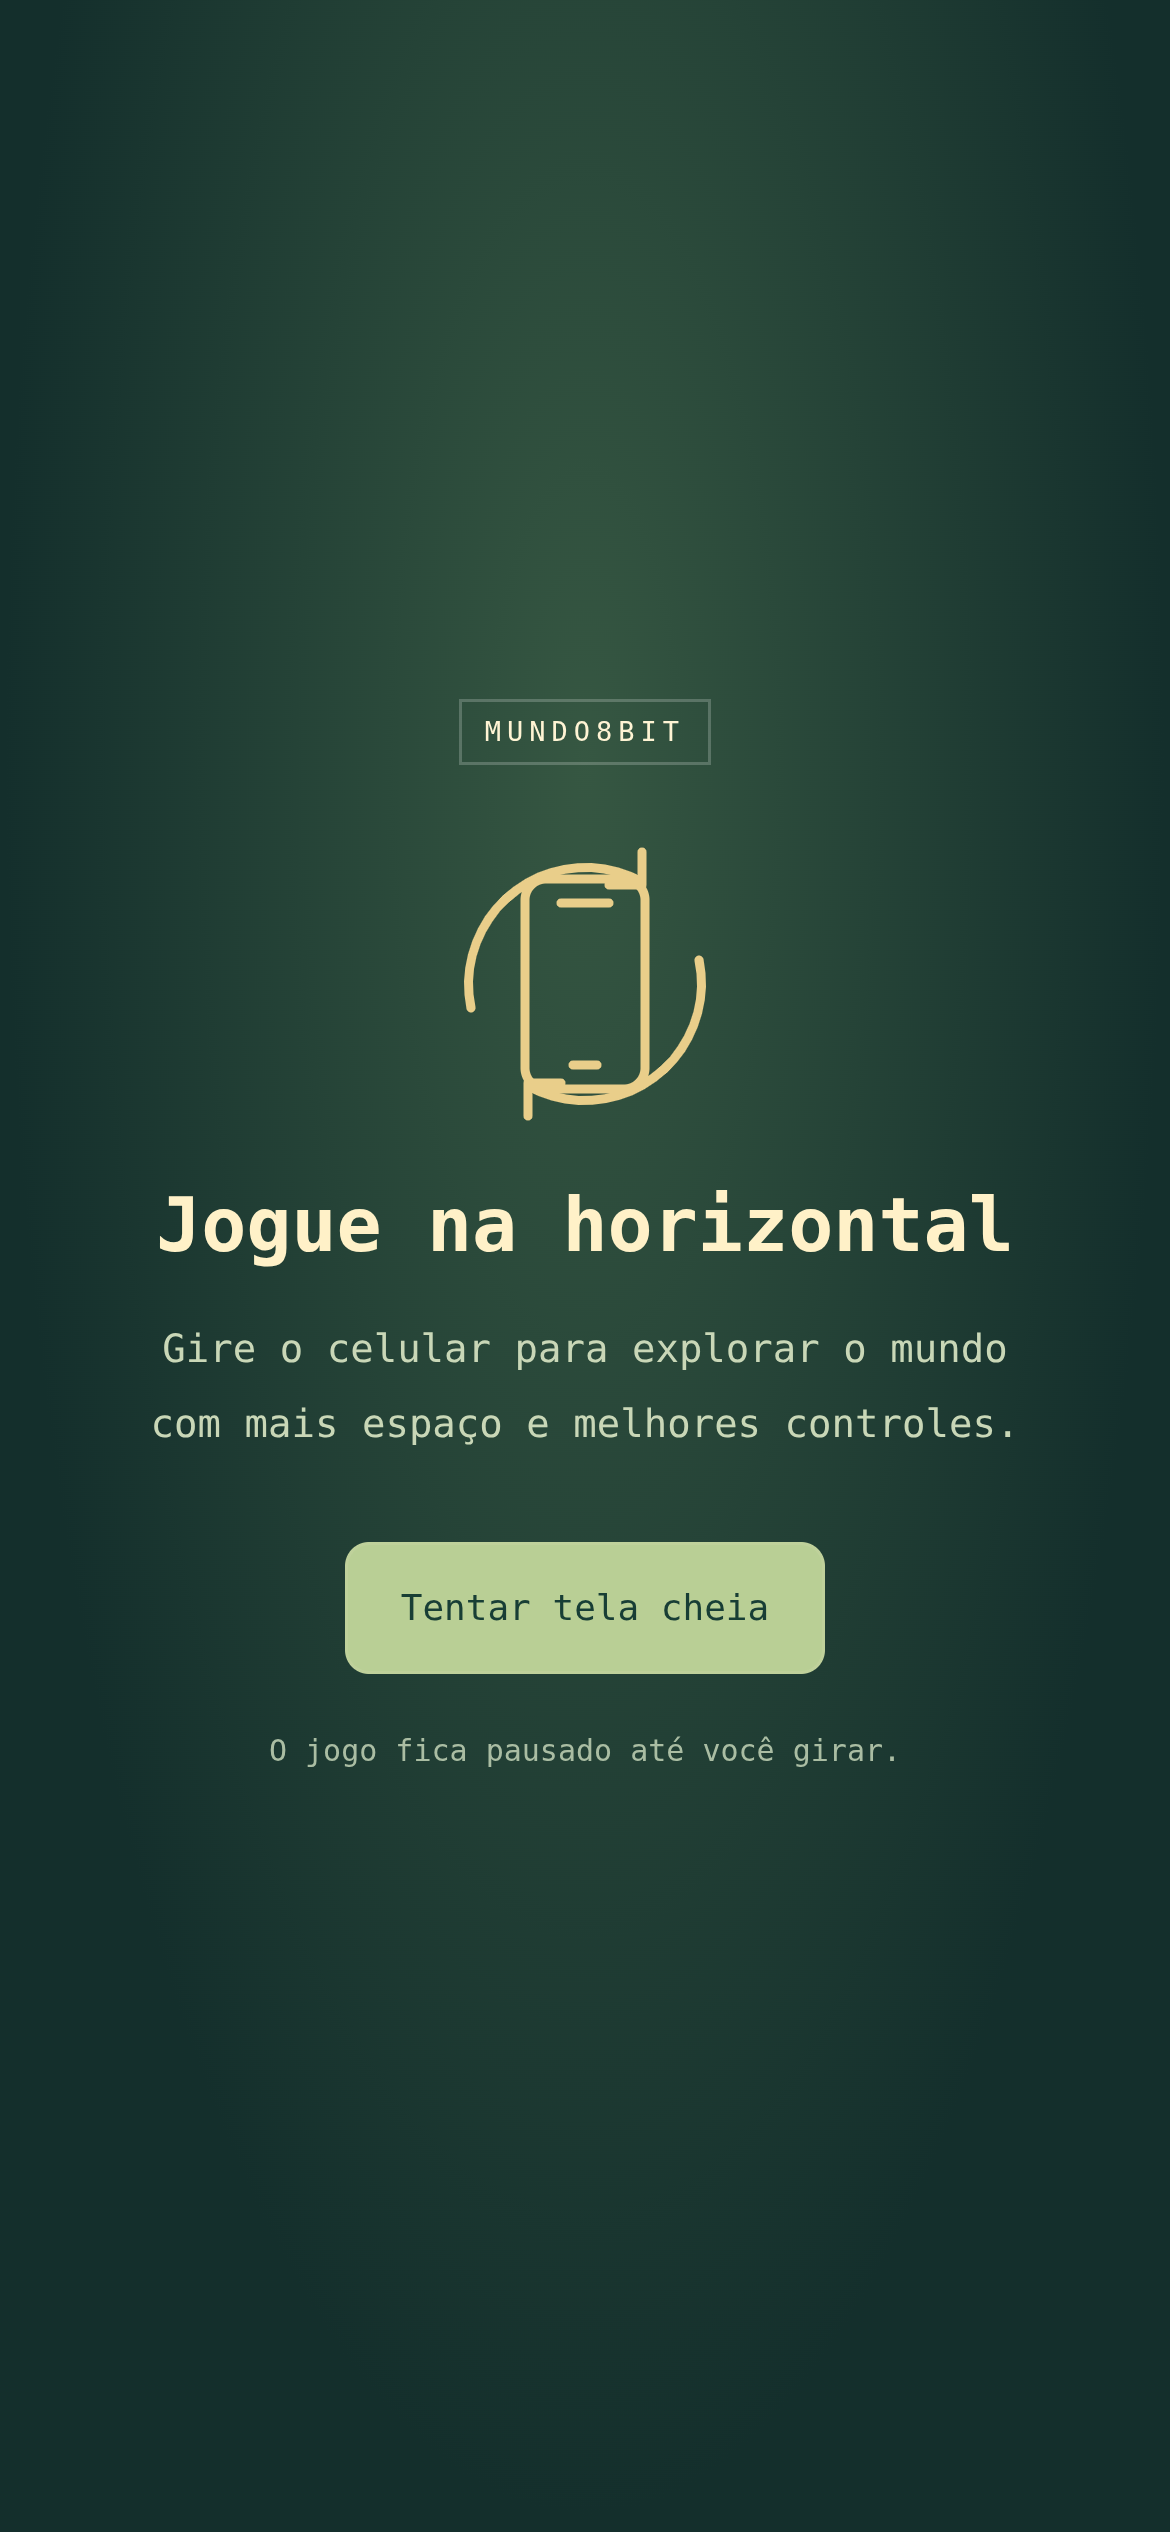 MUNDO8BIT
Jogue na horizontal
Gire o celular para explorar o mundo
com mais espaço e melhores controles.
Tentar tela cheia
O jogo fica pausado até você girar.